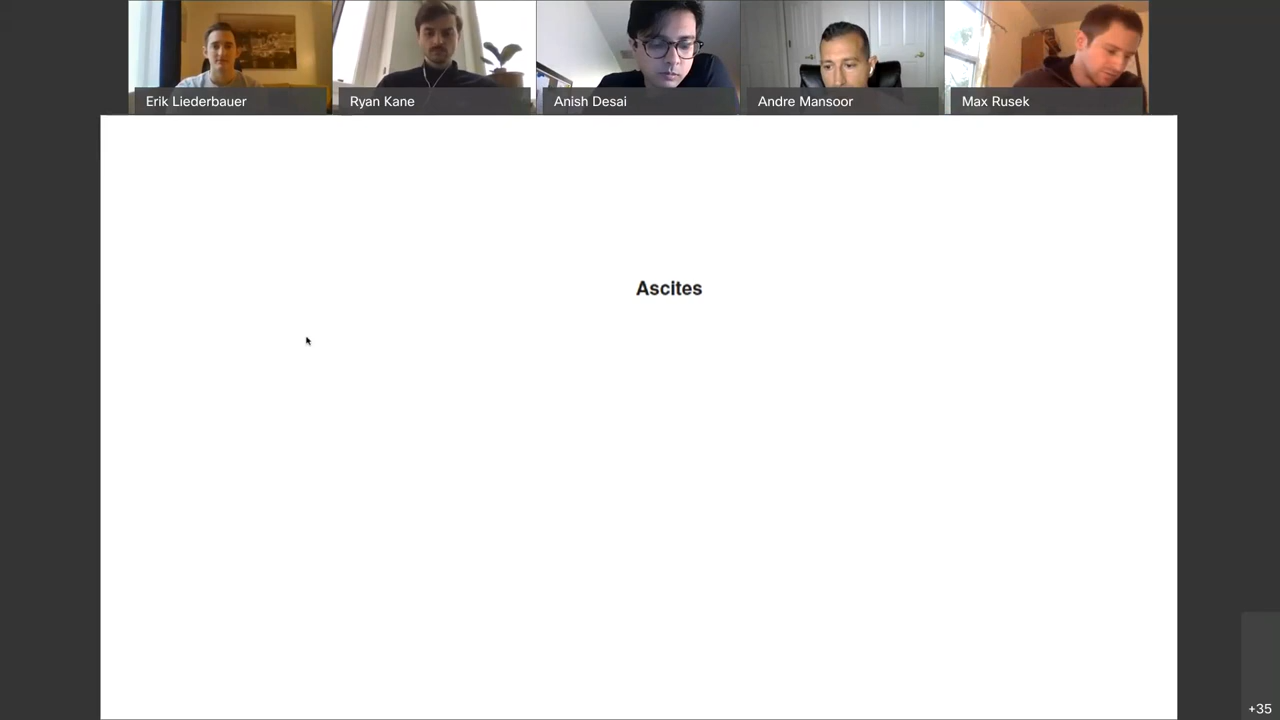 Erik Liederbauer
Ryan Kane
Anish Desai
Andre Mansoor
Max Rusek
Ascites
+35